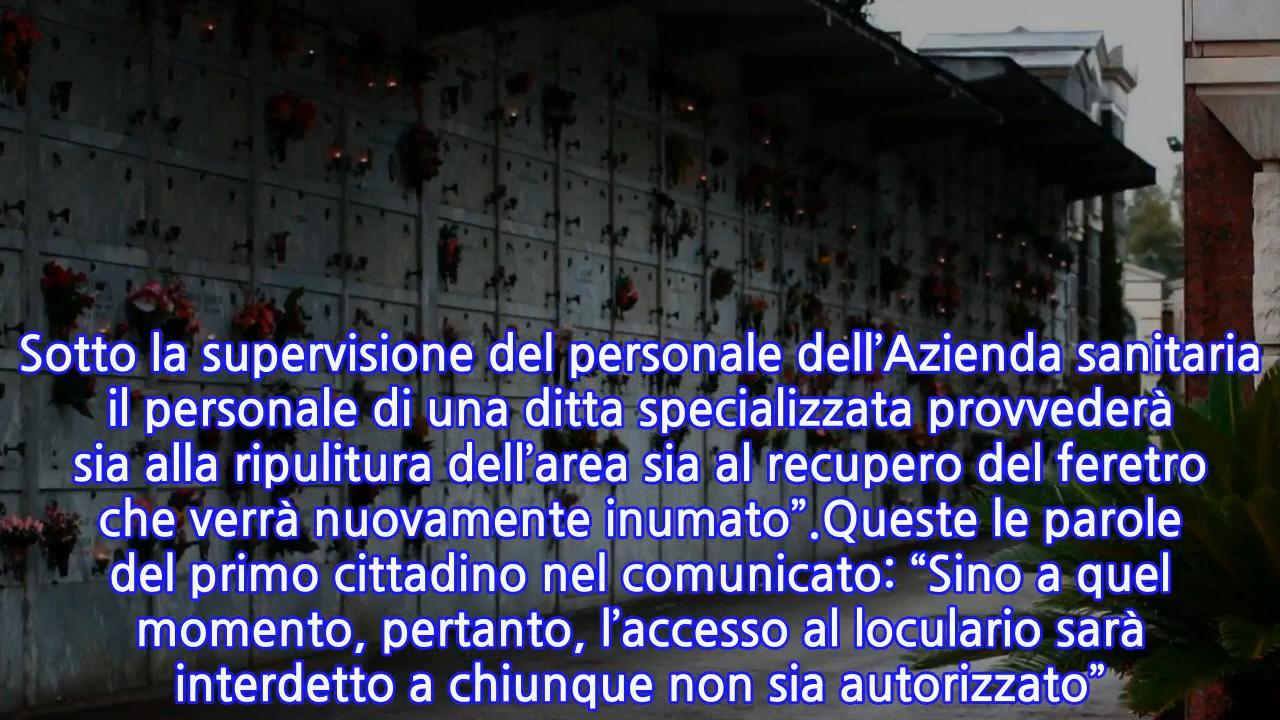 Sotto la supervisione del personale dell’Azienda sanitaria
il personale di una ditta specializzata provvederà
sia alla ripulitura dell’area sia al recupero del feretro
che verrà nuovamente inumato”.Queste le parole
del primo cittadino nel comunicato: “Sino a quel
momento, pertanto, l’accesso al loculario sarà
interdetto a chiunque non sia autorizzato”